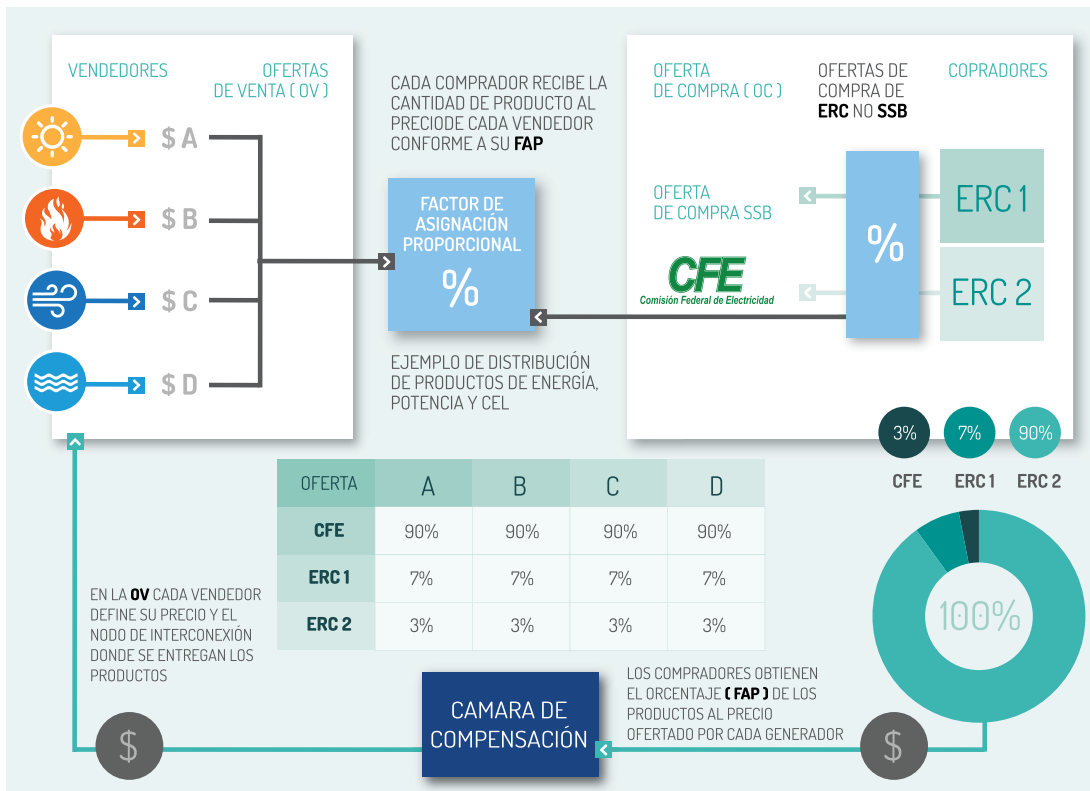 VENDEDORES
OFERTAS
DE VENTA ( OV )
$ A
$ B
$ C
$ D
CADA COMPRADOR RECIBE LA
CANTIDAD DE PRODUCTO AL
PRECIODE CADA VENDEDOR
CONFORME A SU FAP
FACTOR DE
ASIGNACIÓN
PROPORCIONAL
%
EJEMPLO DE DISTRIBUCIÓN
DE PRODUCTOS DE ENERGÍA,
POTENCIA Y CEL
OFERTA
DE COMPRA ( OC )
OFERTAS DE
COMPRA DE
ERC NO SSB
COPRADORES
OFERTA
DE COMPRA SSB
CFE
Comisión Federal de Electricidad
%
ERC 1
ERC 2
3% 7% 90%
CFE ERC 1 ERC 2
100%
OFERTA A B C D
CFE 90% 90% 90% 90%
ERC 1 7% 7% 7% 7%
ERC 2 3% 3% 3% 3%
EN LA OV CADA VENDEDOR
DEFINE SU PRECIO Y EL
NODO DE INTERCONEXIÓN
DONDE SE ENTREGAN LOS
PRODUCTOS
LOS COMPRADORES OBTIENEN
EL ORCENTAJE ( FAP ) DE LOS
PRODUCTOS AL PRECIO
OFERTADO POR CADA GENERADOR
CAMARA DE
COMPENSACIÓN
$
$